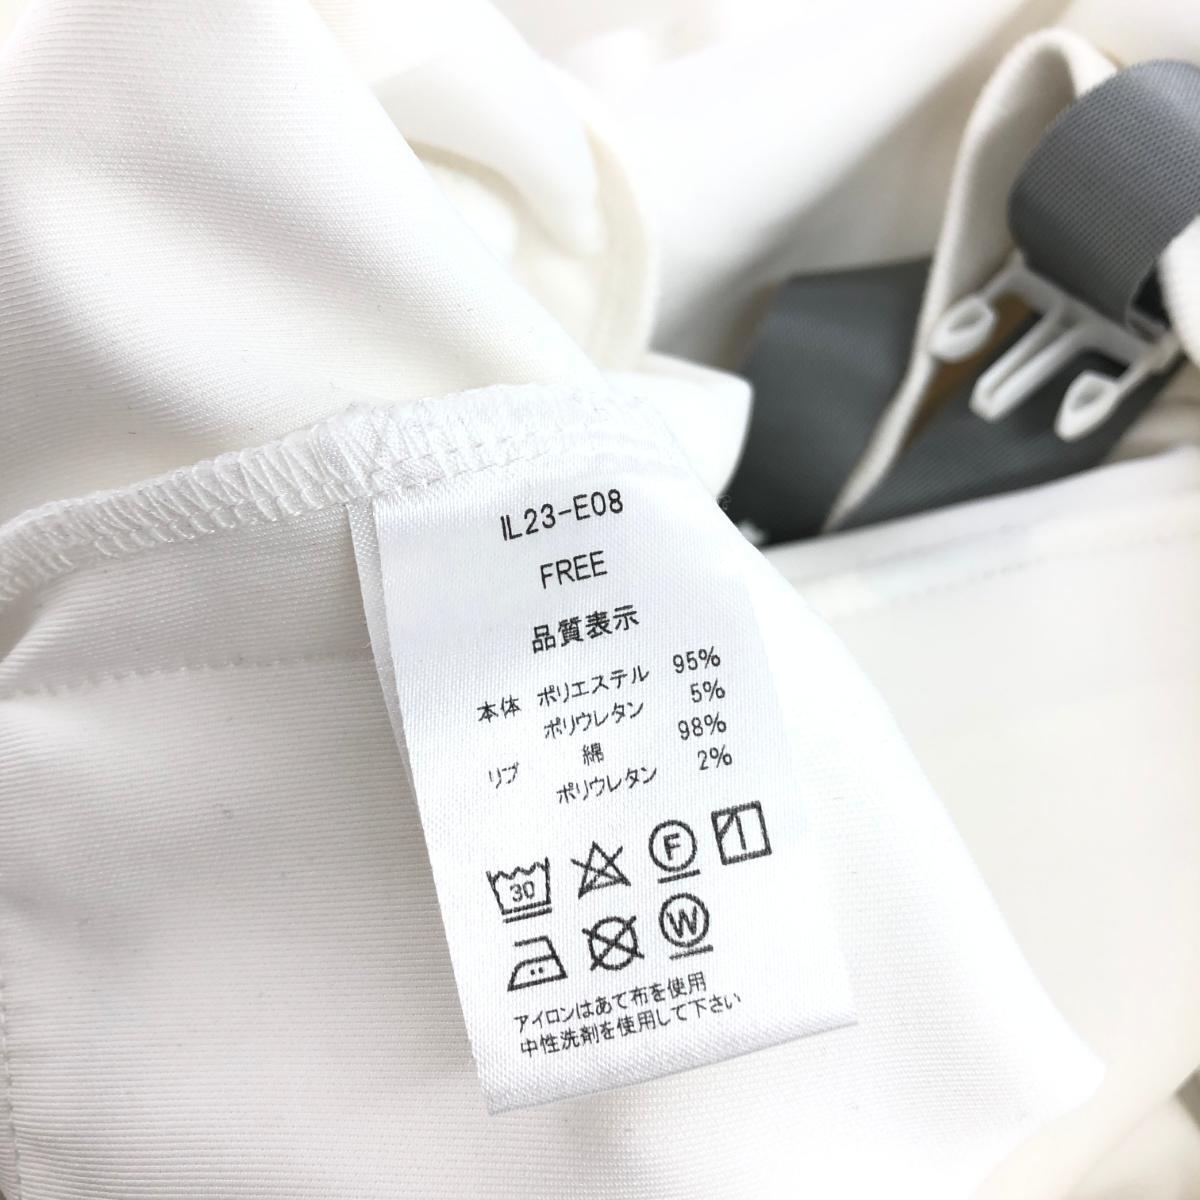 IL23-E08
FREE
品質表示
本体 ポリエステル 95%
ポリウレタン 5%
リブ 綿 98%
ポリウレタン 2%
30 F
W
アイロンはあて布を使用
中性洗剤を使用して下さい